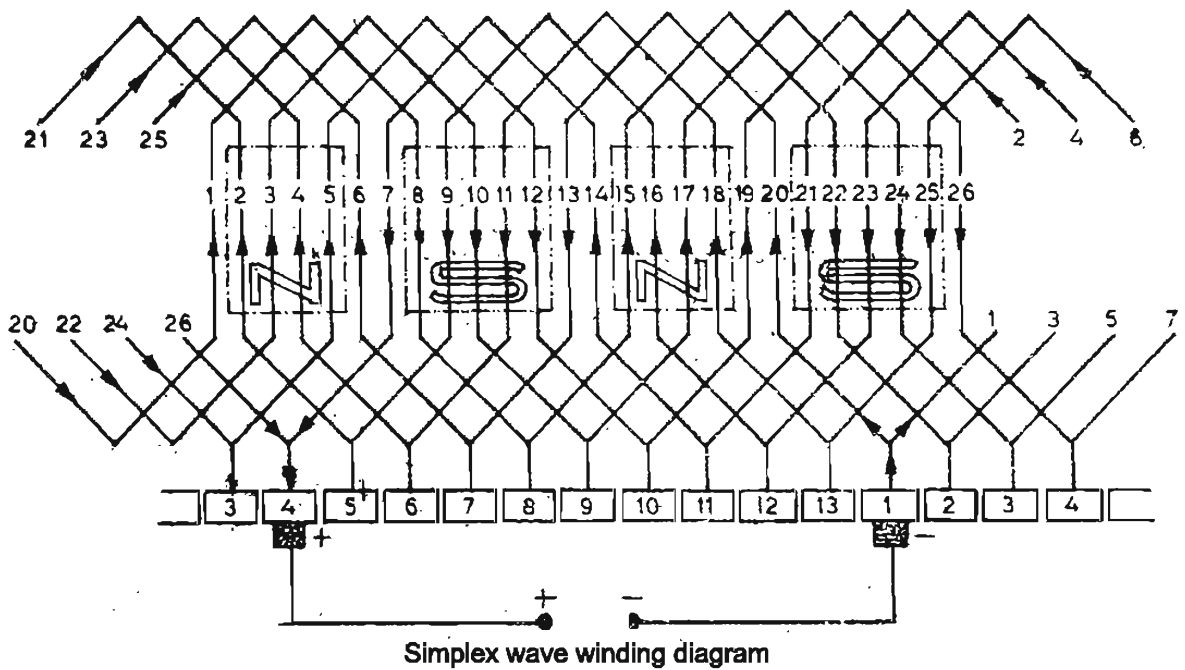 21 23 25 2 4 8
1 2 3 4 5 6 7 8 9 10 11 12 13 14 15 16 17 18 19 20 21 22 23 24 25 26
N S N S
20 22 24 26 1 3 5 7
3 4 5 6 7 8 9 10 11 12 13 1 2 3 4
+ −
+ −
Simplex wave winding diagram